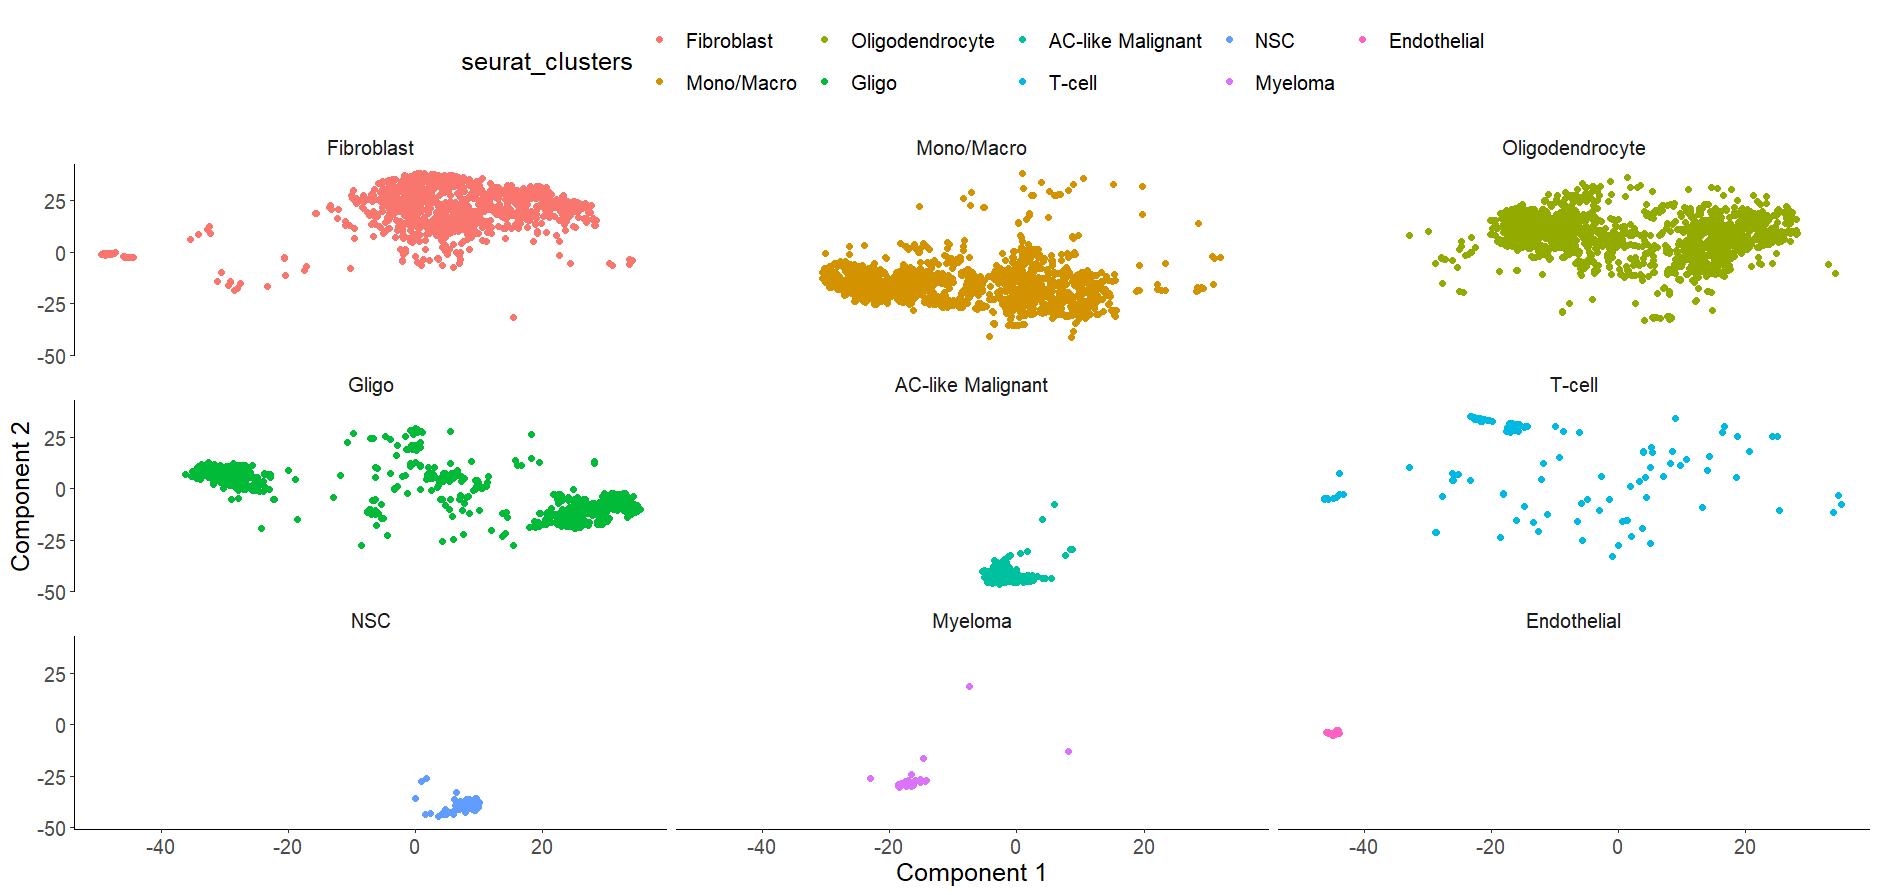 seurat_clusters
Fibroblast Oligodendrocyte AC-like Malignant NSC Endothelial
Mono/Macro Gligo T-cell Myeloma
Fibroblast Mono/Macro Oligodendrocyte
25
0
-25
-50
Gligo AC-like Malignant T-cell
25
0
-25
-50
Component 2
NSC Myeloma Endothelial
25
0
-25
-50
-40 -20 0 20 -40 -20 0 20 -40 -20 0 20
Component 1